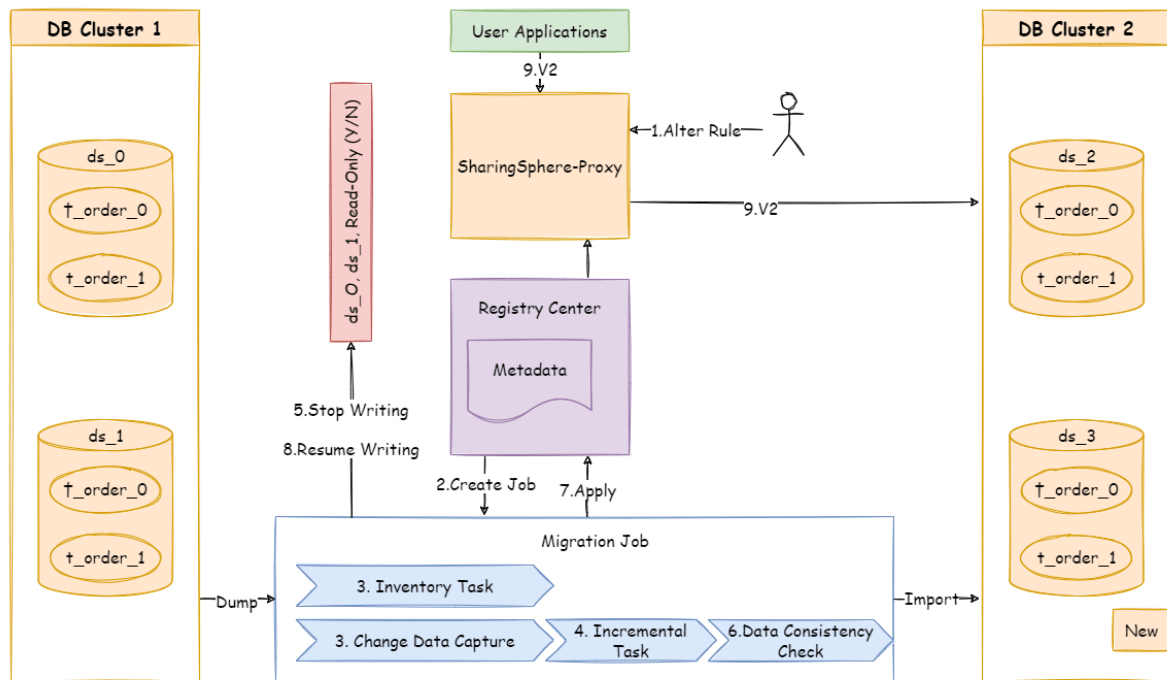 DB Cluster 1
User Applications
DB Cluster 2
9.V2
ds_0, ds_1, Read-Only (Y/N)
1.Alter Rule
SharingSphere-Proxy
ds_0
t_order_0
t_order_1
9.V2
ds_2
t_order_0
t_order_1
Registry Center
Metadata
5.Stop Writing
8.Resume Writing
ds_1
t_order_0
t_order_1
2.Create Job
7.Apply
ds_3
t_order_0
t_order_1
Migration Job
3. Inventory Task
Dump
3. Change Data Capture
4. Incremental
Task
6.Data Consistency
Check
Import
New